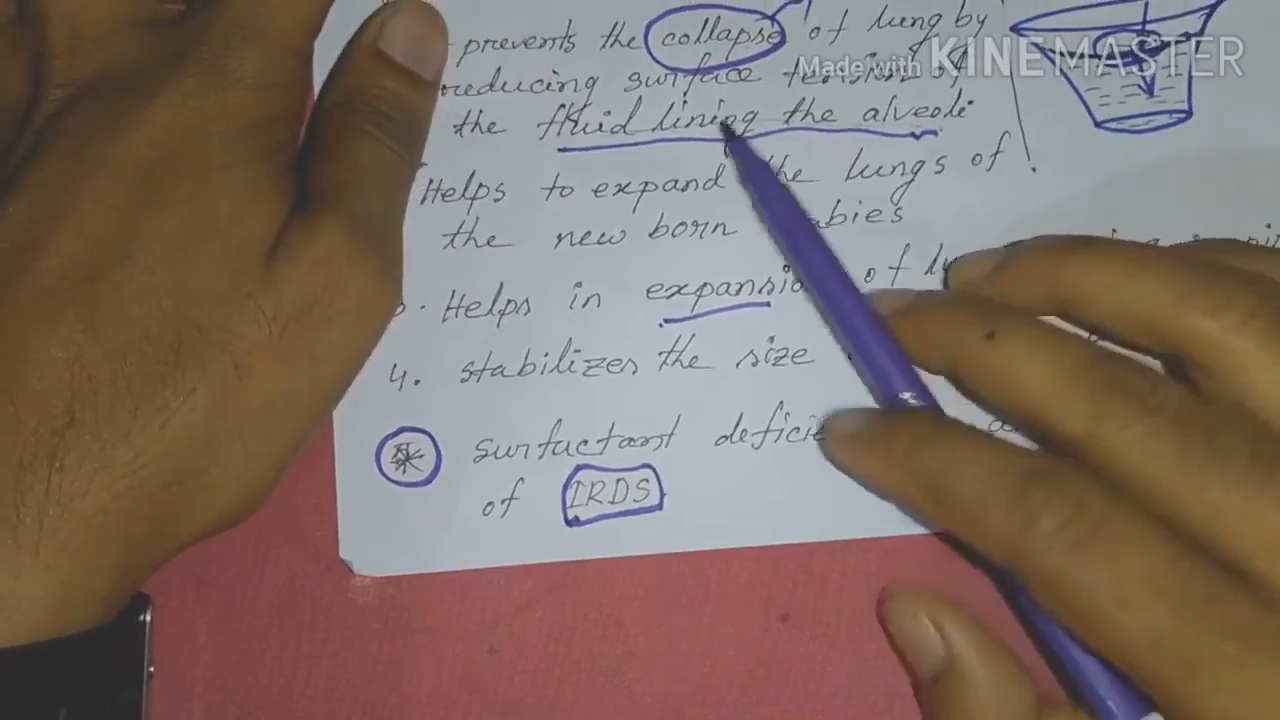 prevents the collapse of lung by
reducing surface tension of
the fluid lining the alveoli
Helps to expand the lungs of
the new born
Helps in expansion of
4. stabilizes the size
surfactant
of IRDS
Made with KINEMASTER